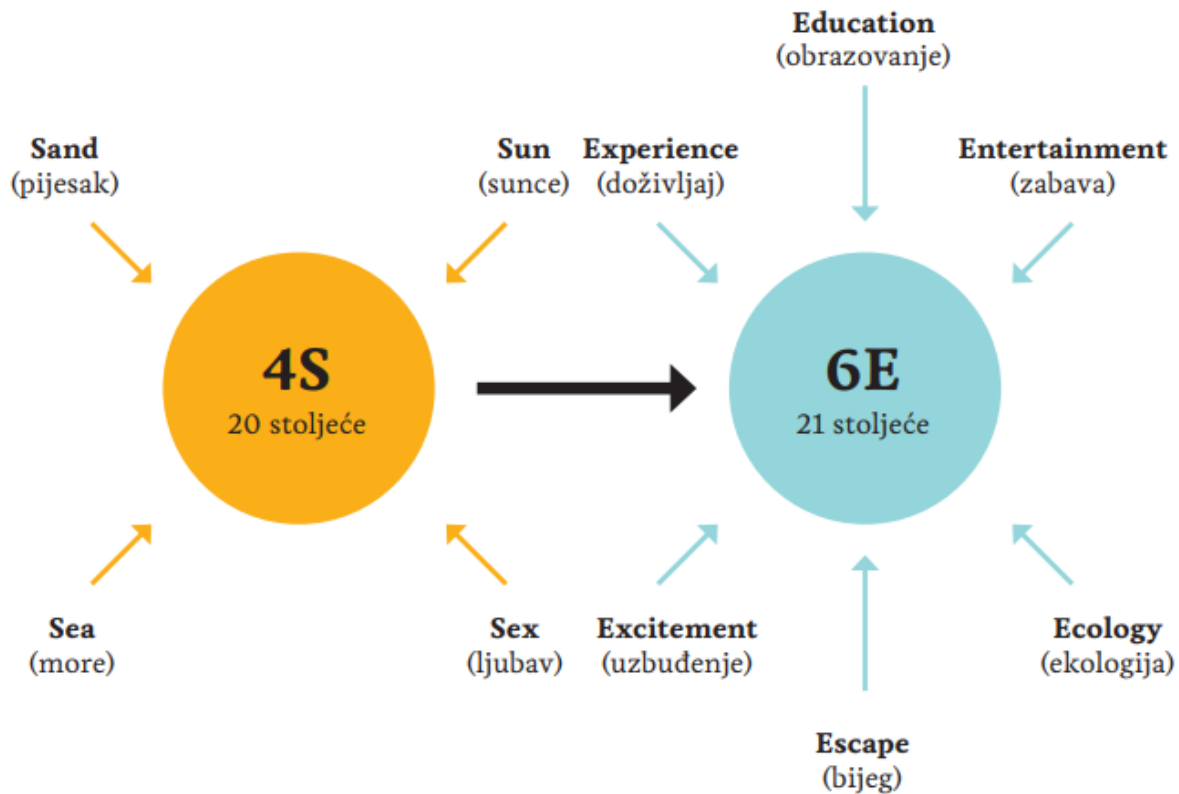 Education
(obrazovanje)
Sand
(pijesak)
Sun
(sunce)
Experience
(doživljaj)
Entertainment
(zabava)
4S
20 stoljeće
6E
21 stoljeće
Sea
(more)
Sex
(ljubav)
Excitement
(uzbuđenje)
Ecology
(ekologija)
Escape
(bijeg)